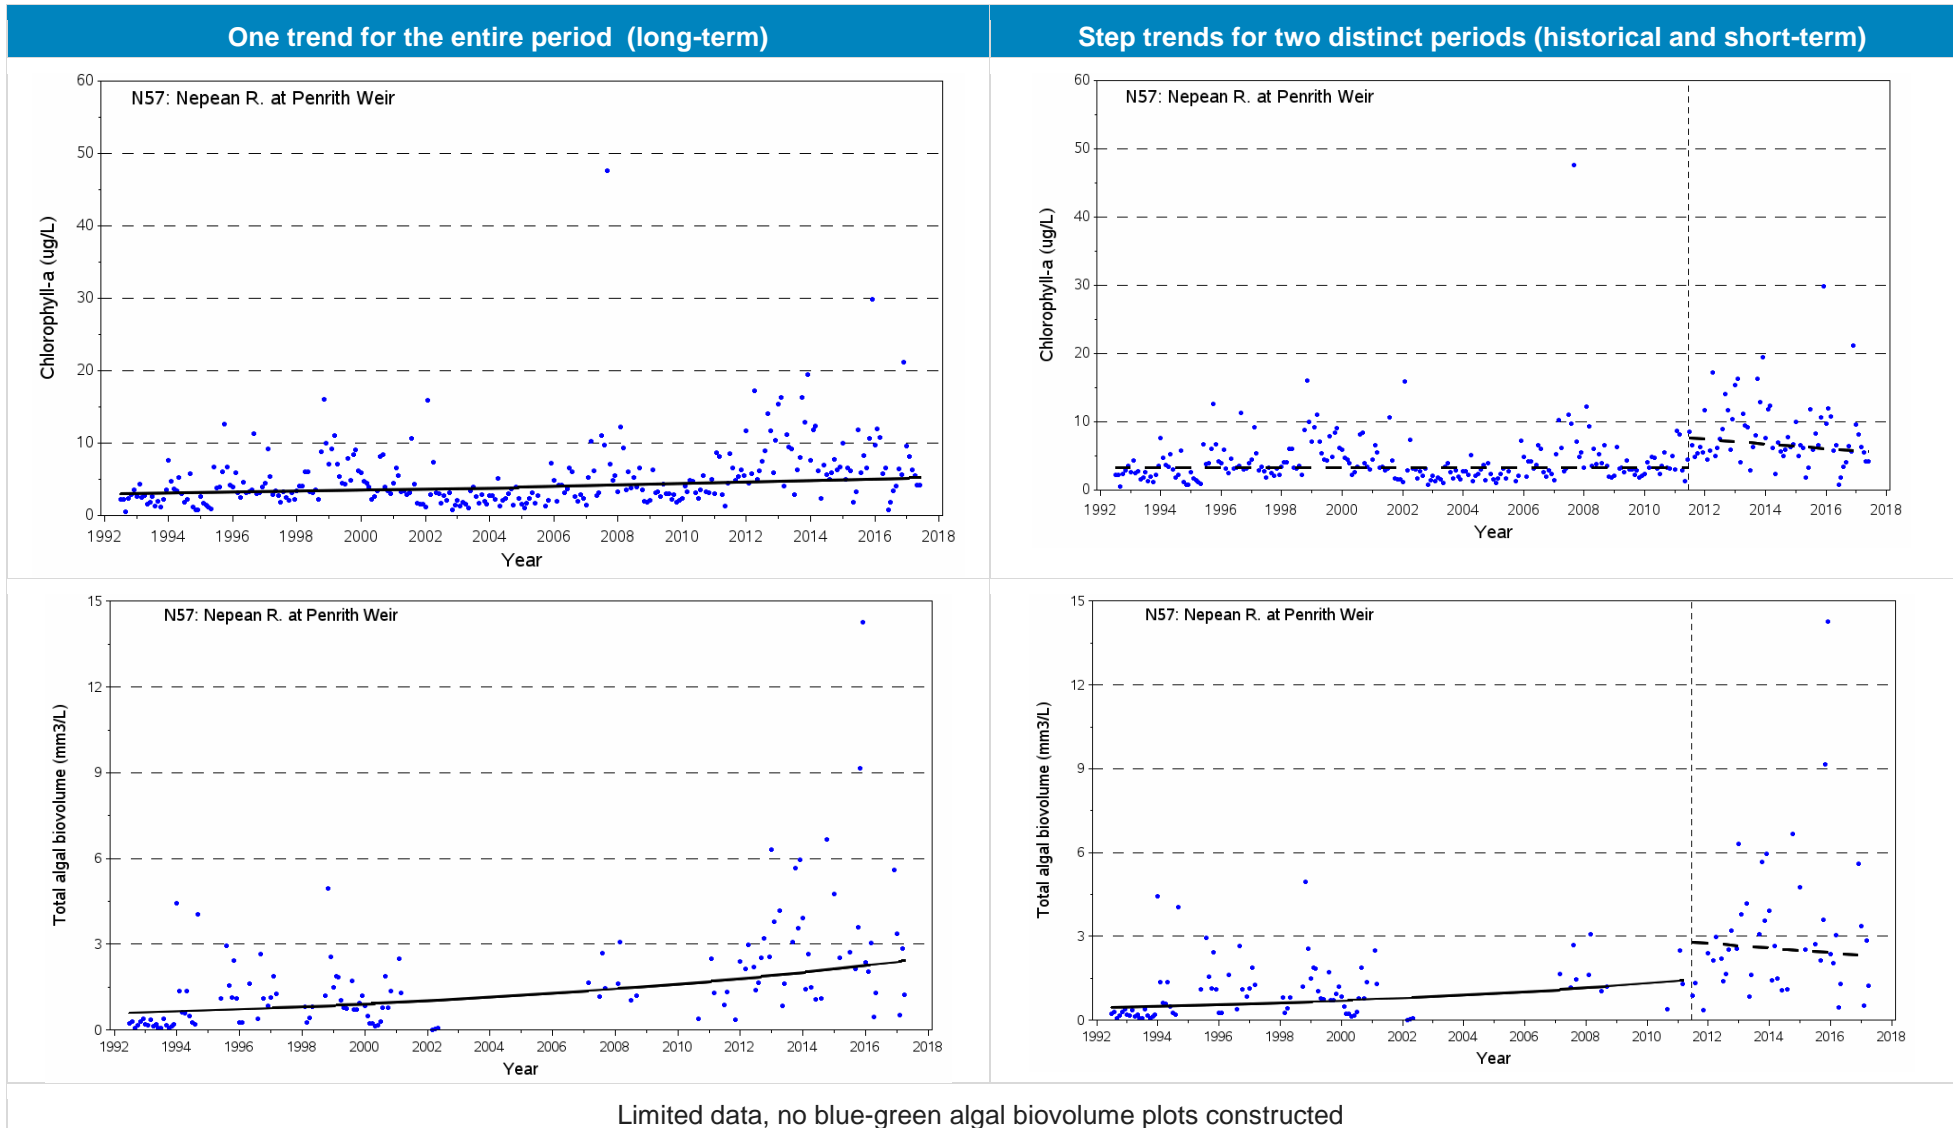 One trend for the entire period (long-term)
Step trends for two distinct periods (historical and short-term)
N57: Nepean R. at Penrith Weir
Chlorophyll-a (ug/L)
60
50
40
30
20
10
0
1992 1994 1996 1998 2000 2002 2004 2006 2008 2010 2012 2014 2016 2018
Year
N57: Nepean R. at Penrith Weir
Chlorophyll-a (ug/L)
60
50
40
30
20
10
0
1992 1994 1996 1998 2000 2002 2004 2006 2008 2010 2012 2014 2016 2018
Year
N57: Nepean R. at Penrith Weir
Total algal biovolume (mm3/L)
15
12
9
6
3
0
1992 1994 1996 1998 2000 2002 2004 2006 2008 2010 2012 2014 2016 2018
Year
N57: Nepean R. at Penrith Weir
Total algal biovolume (mm3/L)
15
12
9
6
3
0
1992 1994 1996 1998 2000 2002 2004 2006 2008 2010 2012 2014 2016 2018
Year
Limited data, no blue-green algal biovolume plots constructed